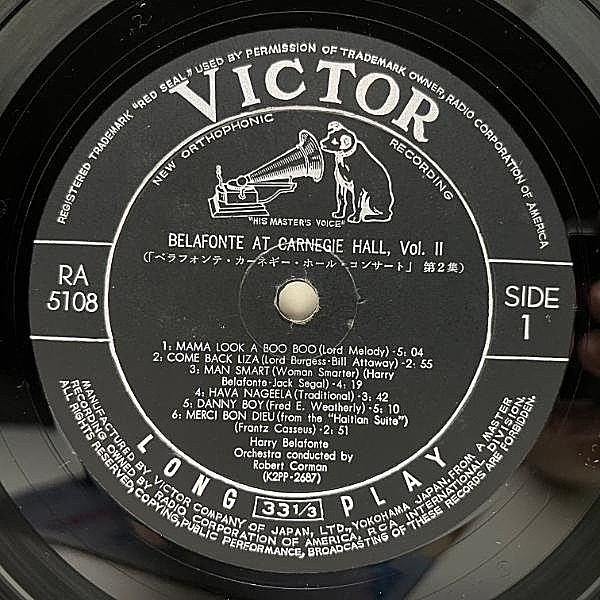 REGISTERED TRADEMARK "RED SEAL" USED BY PERMISSION OF TRADEMARK OWNER, RADIO CORPORATION OF AMERICA
VICTOR
NEW ORTHOPHONIC RECORDING
"HIS MASTER'S VOICE"
BELAFONTE AT CARNEGIE HALL, Vol. II
(「ベラフォンテ・カーネギー・ホール・コンサート」 第2集)
RA
5108
SIDE
1
1: MAMA LOOK A BOO BOO (Lord Melody)-5: 04
2: COME BACK LIZA (Lord Burgess-Bill Attaway)-2: 55
3: MAN SMART (Woman Smarter) (Harry
Belafonte-Jack Segal)-4: 19
4: HAVA NAGEELA (Traditional)-3: 42
5: DANNY BOY (Fred E. Weatherly)-5: 10
6: MERCI BON DIEU (from the "Haitian Suite")
(Frantz Casseus)-2: 51
Harry Belafonte
Orchestra conducted by
Robert Corman
(K2PP-2687)
LONG 33 1/3 PLAY
MANUFACTURED BY VICTOR COMPANY OF JAPAN, LTD., YOKOHAMA, JAPAN, FROM A MASTER
RECORDING OWNED BY RADIO CORPORATION OF AMERICA, RCA INTERNATIONAL DIVISION.
ALL RIGHTS RESERVED, COPYING, PUBLIC PERFORMANCE, BROADCASTING OF THESE RECORDS ARE FORBIDDEN.